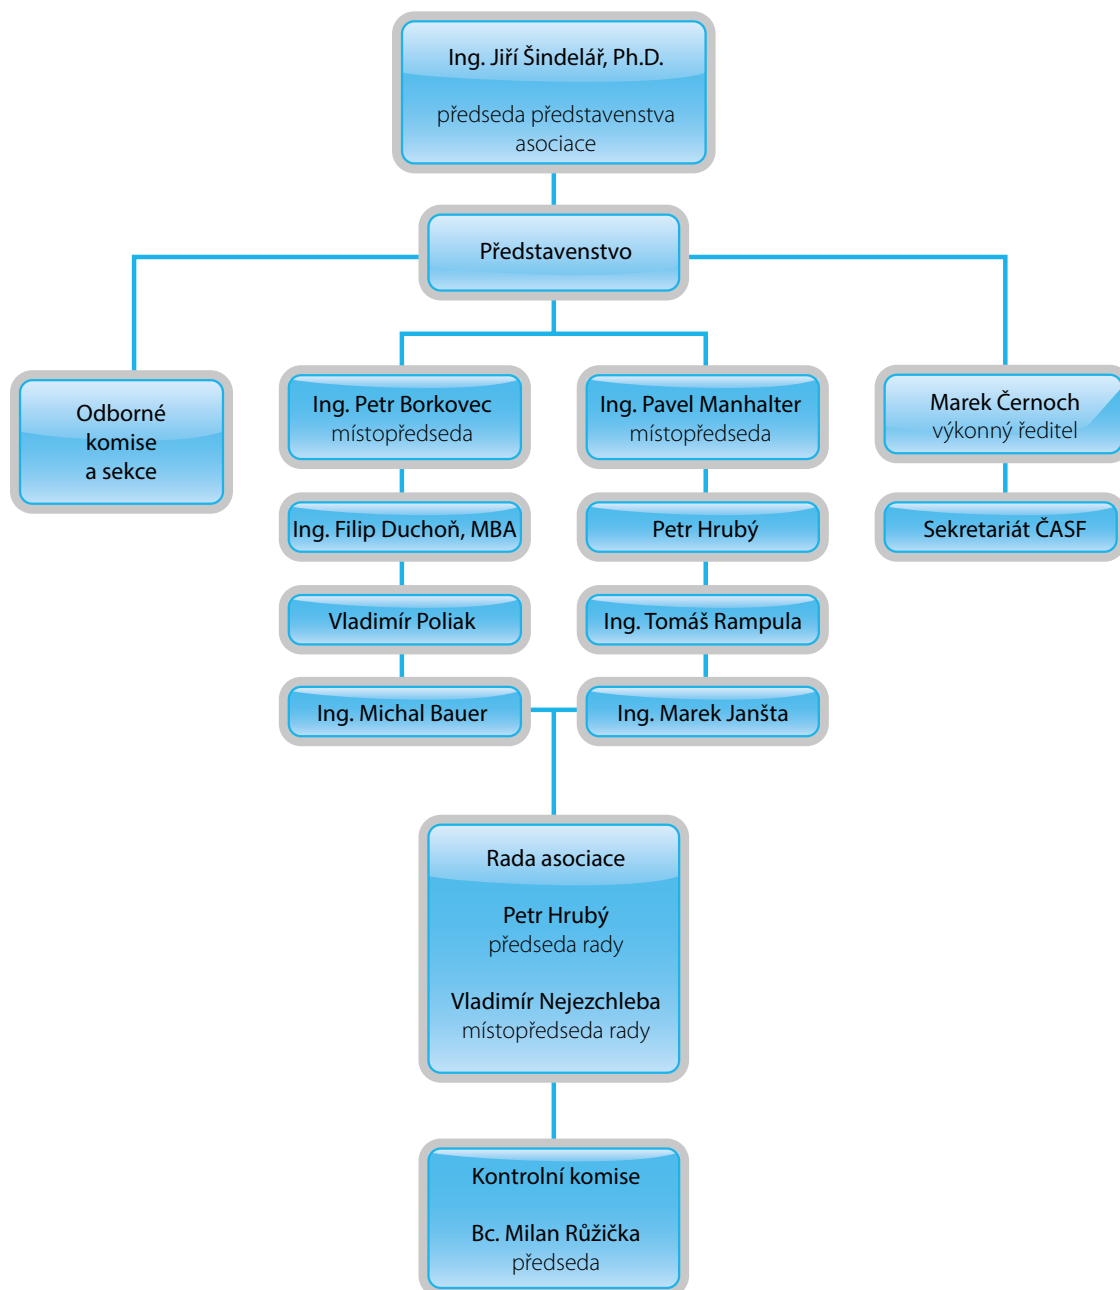 Ing. Jiří Šindelář, Ph.D.
předseda představenstva
asociace
Představenstvo
Odborné
komise
a sekce
Ing. Petr Borkovec
místopředseda
Ing. Pavel Manhalter
místopředseda
Marek Černoch
výkonný ředitel
Ing. Filip Duchoň, MBA
Petr Hrubý
Sekretariát ČASF
Vladimír Poliak
Ing. Tomáš Rampula
Ing. Michal Bauer
Ing. Marek Janšta
Rada asociace
Petr Hrubý
předseda rady
Vladimír Nejezchleba
místopředseda rady
Kontrolní komise
Bc. Milan Růžička
předseda